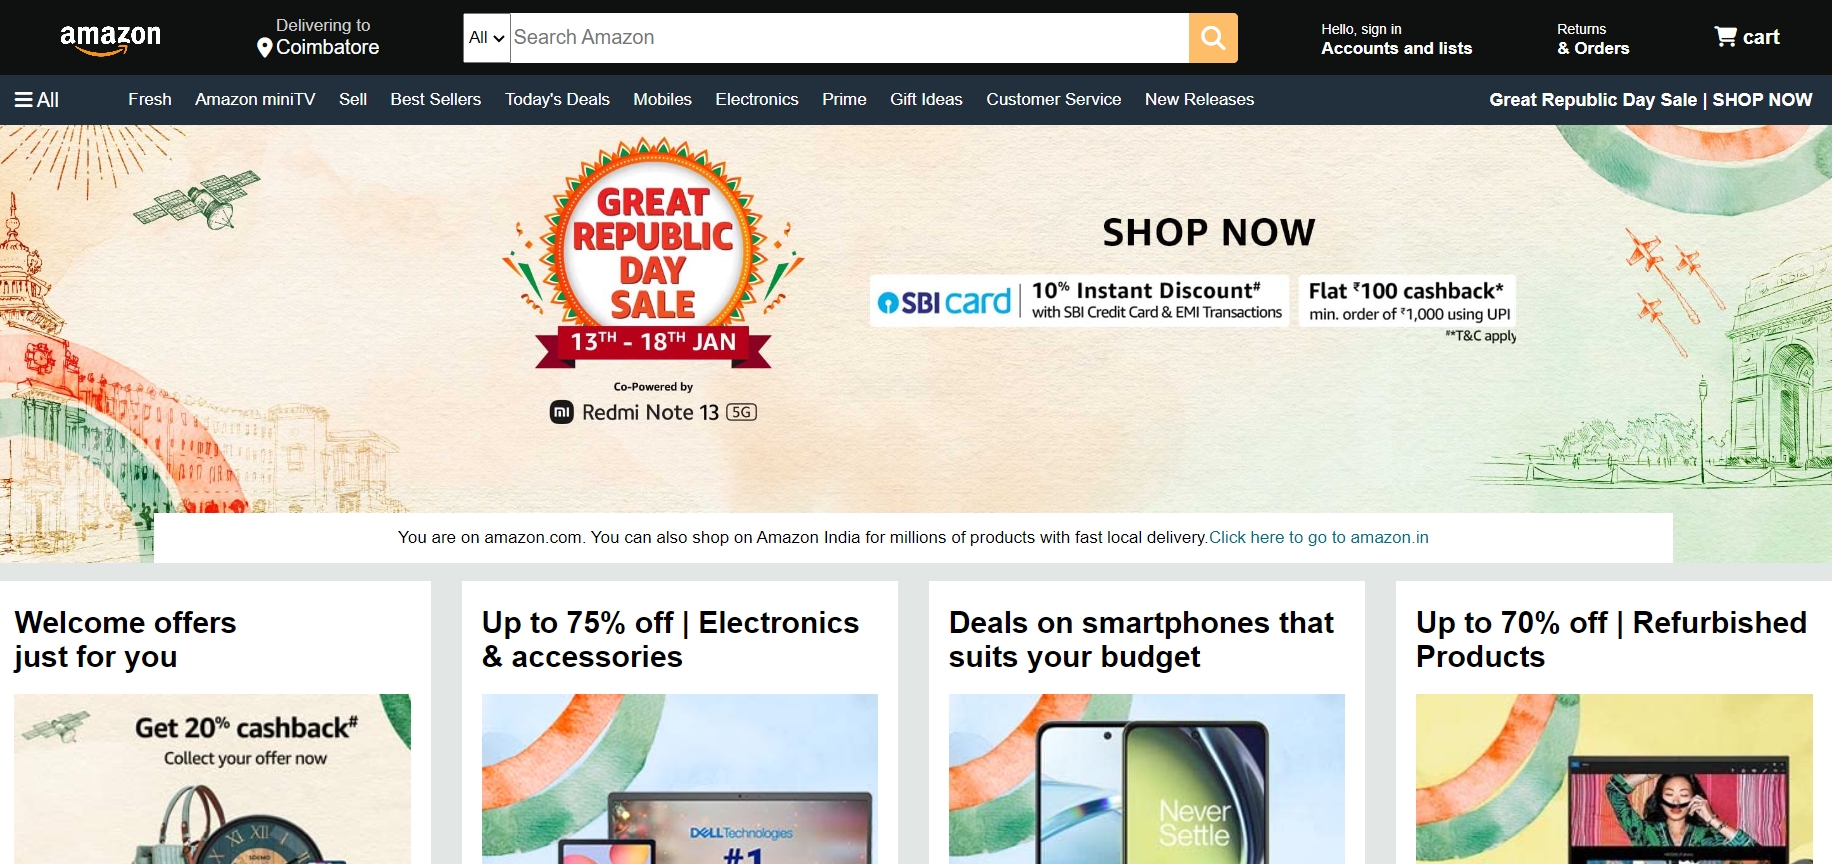 amazon
Delivering to
Coimbatore
All
Search Amazon
Hello, sign in
Accounts and lists
Returns
& Orders
cart
All
Fresh
Amazon miniTV
Sell
Best Sellers
Today's Deals
Mobiles
Electronics
Prime
Gift Ideas
Customer Service
New Releases
Great Republic Day Sale | SHOP NOW
GREAT
REPUBLIC
DAY
SALE
13TH - 18TH JAN
Co-Powered by
mi Redmi Note 13 5G
SHOP NOW
SBI card
10% Instant Discount#
with SBI Credit Card & EMI Transactions
Flat ₹100 cashback*
min. order of ₹1,000 using UPI
#*T&C apply
You are on amazon.com. You can also shop on Amazon India for millions of products with fast local delivery.Click here to go to amazon.in
Welcome offers
just for you
Get 20% cashback#
Collect your offer now
XI XII I
Up to 75% off | Electronics
& accessories
DELL Technologies
#1
Deals on smartphones that
suits your budget
Never
Settle
Up to 70% off | Refurbished
Products